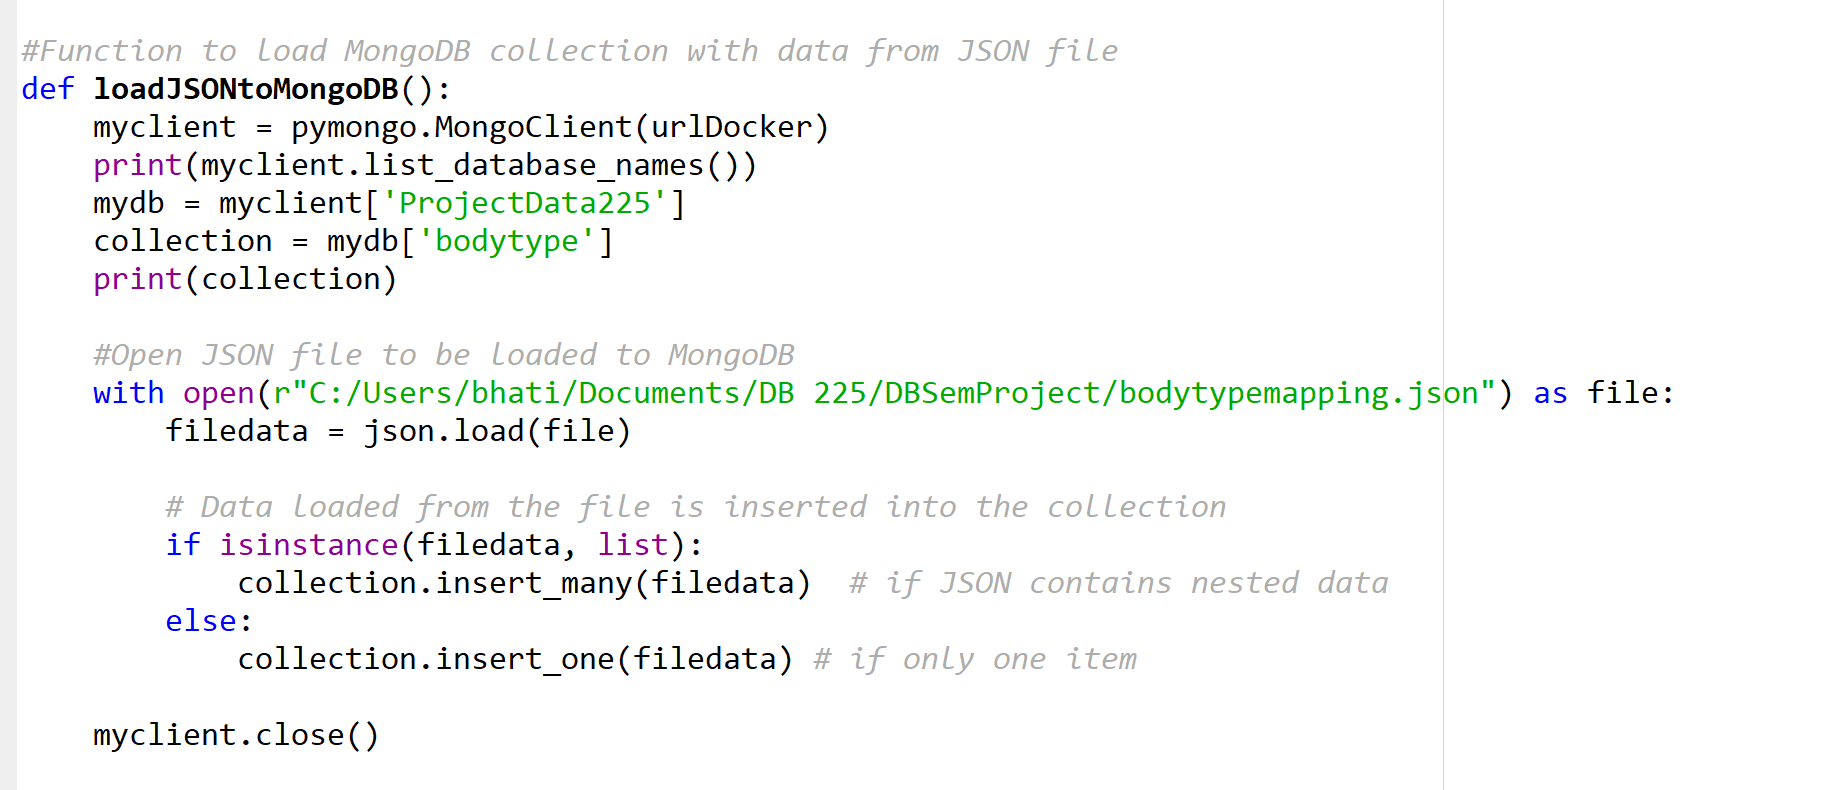 #Function to load MongoDB collection with data from JSON file
def loadJSONtoMongoDB():
    myclient = pymongo.MongoClient(urlDocker)
    print(myclient.list_database_names())
    mydb = myclient['ProjectData225']
    collection = mydb['bodytype']
    print(collection)
    #Open JSON file to be loaded to MongoDB
    with open(r"C:/Users/bhati/Documents/DB 225/DBSemProject/bodytypemapping.json") as file:
        filedata = json.load(file)
        # Data loaded from the file is inserted into the collection
        if isinstance(filedata, list):
            collection.insert_many(filedata)  # if JSON contains nested data
        else:
            collection.insert_one(filedata) # if only one item
    myclient.close()